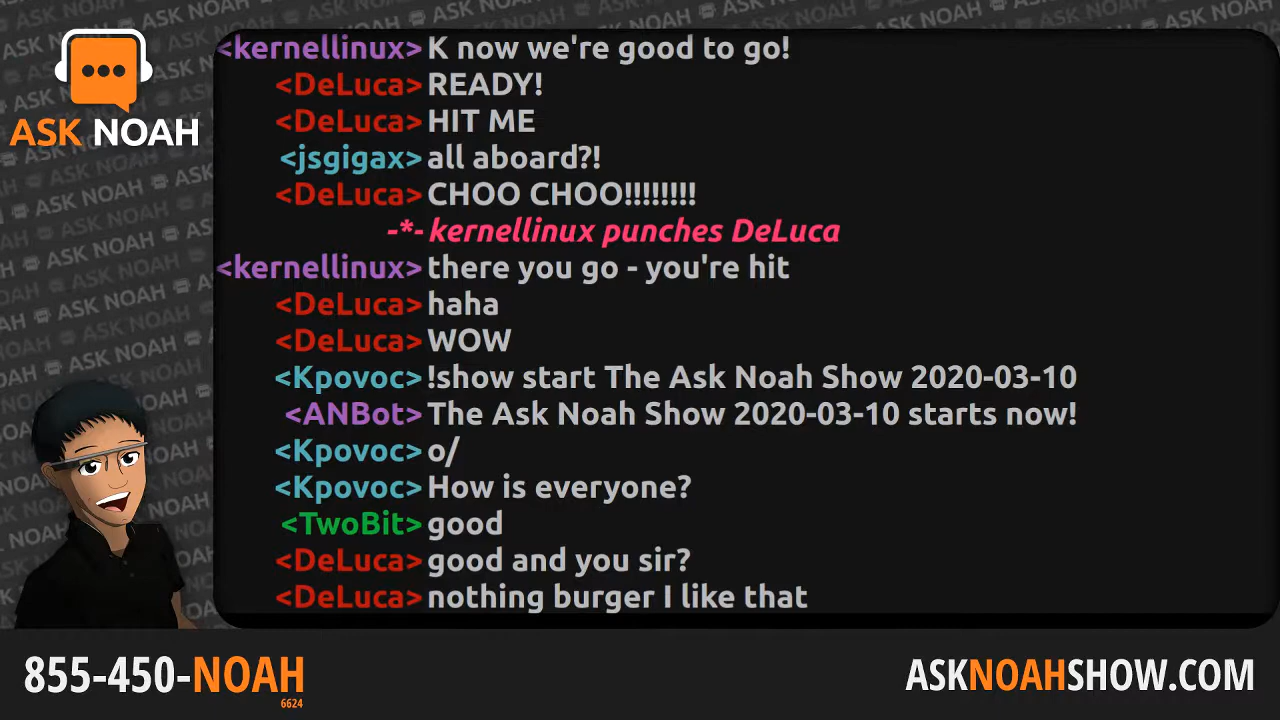 ASK NOAH
<kernellinux> K now we're good to go!
<DeLuca> READY!
<DeLuca> HIT ME
<jsgigax> all aboard?!
<DeLuca> CHOO CHOO!!!!!!!!
-*- kernellinux punches DeLuca
<kernellinux> there you go - you're hit
<DeLuca> haha
<DeLuca> WOW
<Kpovoc> !show start The Ask Noah Show 2020-03-10
<ANBot> The Ask Noah Show 2020-03-10 starts now!
<Kpovoc> o/
<Kpovoc> How is everyone?
<TwoBit> good
<DeLuca> good and you sir?
<DeLuca> nothing burger I like that
855-450-NOAH
6624
ASKNOAHSHOW.COM